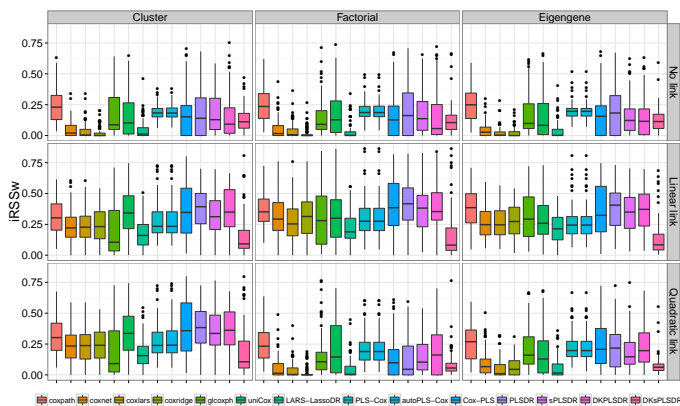 Cluster Factorial Eigengene
0.75
0.50
0.25
0.00
No link
0.75
0.50
0.25
0.00
Linear link
0.75
0.50
0.25
0.00
Quadratic link
iRSSw
coxpath coxnet coxlars coxridge glcoxph uniCox LARS−LassoDR PLS−Cox autoPLS−Cox Cox−PLS PLSDR sPLSDR DKPLSDR DKsPLSDR